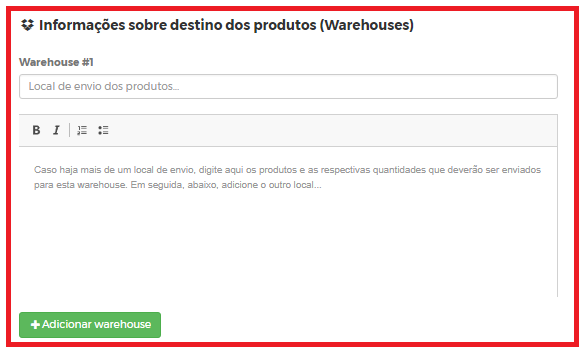 Informações sobre destino dos produtos (Warehouses)
Warehouse #1
Local de envio dos produtos...
B I
Caso haja mais de um local de envio, digite aqui os produtos e as respectivas quantidades que deverão ser enviados
para esta warehouse. Em seguida, abaixo, adicione o outro local...
+Adicionar warehouse